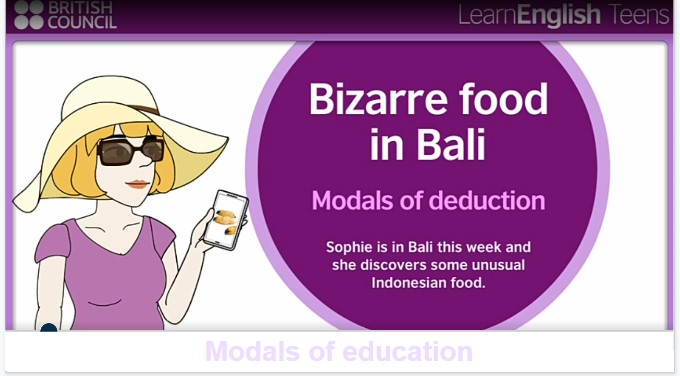 BRITISH
COUNCIL
LearnEnglish Teens
Bizarre food
in Bali
Modals of deduction
Sophie is in Bali this week and
she discovers some unusual
Indonesian food.
Modals of education